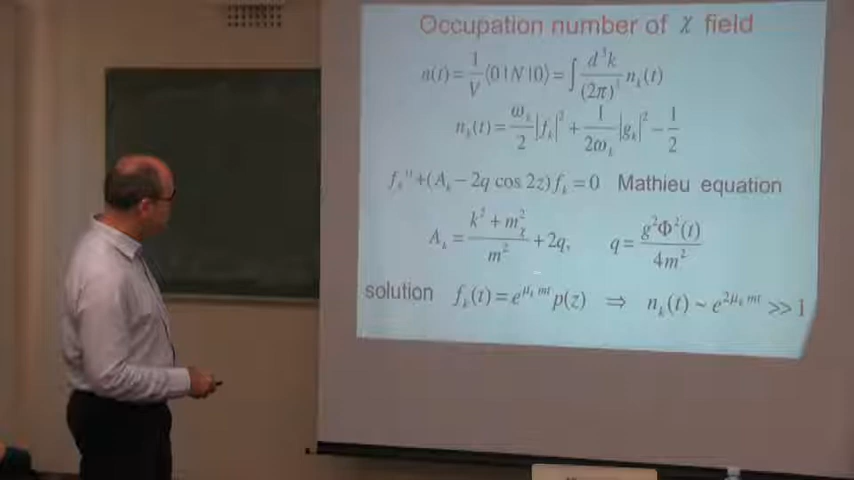 Occupation number of χ field
n(t) = 1/V ⟨0|N|0⟩ = ∫ d³k/(2π)³ n_k(t)
n_k(t) = ω_k/2 |f_k|² + 1/2ω_k |g_k|² − 1/2
f_k'' + (A_k − 2q cos 2z) f_k = 0 Mathieu equation
A_k = (k² + m_χ²)/m² + 2q, q = g²Φ²(t)/4m²
solution f_k(t) = e^{μ_k mt} p(z) ⇒ n_k(t) ~ e^{2μ_k mt} >> 1